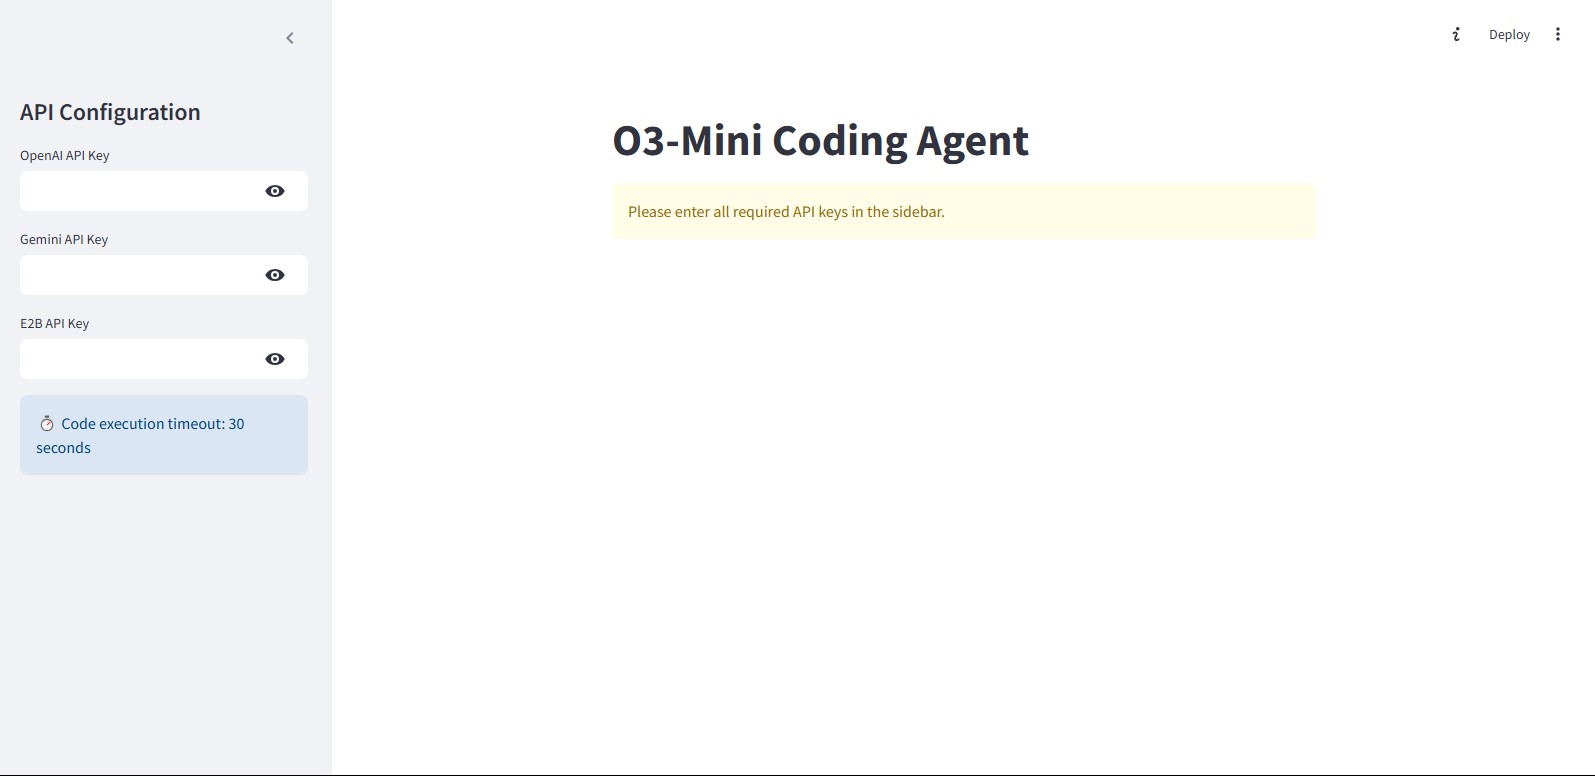 Deploy
API Configuration
OpenAI API Key
Gemini API Key
E2B API Key
Code execution timeout: 30
seconds
O3-Mini Coding Agent
Please enter all required API keys in the sidebar.